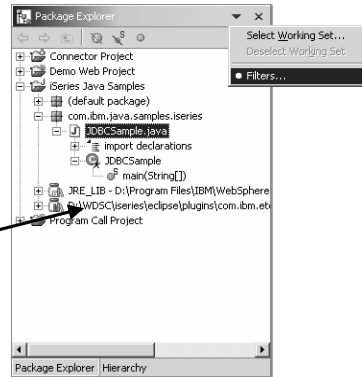 Package Explorer
Select Working Set...
Deselect Working Set
Filters...
Connector Project
Demo Web Project
iSeries Java Samples
(default package)
com.ibm.java.samples.iseries
JDBCSample.java
import declarations
JDBCSample
main(String[])
JRE_LIB - D:\Program Files\IBM\WebSphere
D:\WDSC\iseries\eclipse\plugins\com.ibm.ete
Program Call Project
Package Explorer Hierarchy